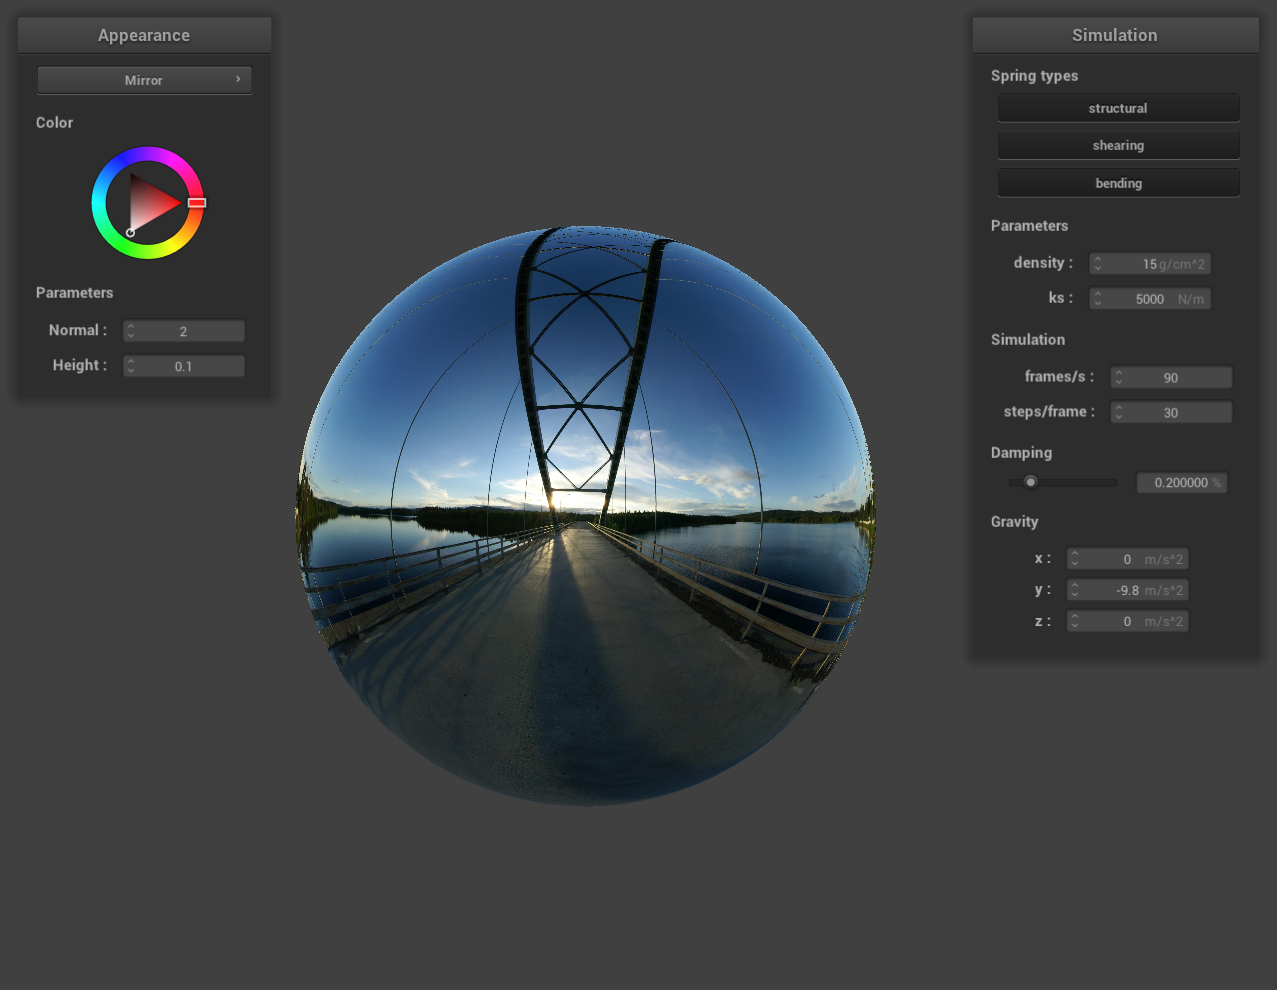 Appearance
Mirror
Color
Parameters
Normal : 2
Height : 0.1
Simulation
Spring types
structural
shearing
bending
Parameters
density : 15 g/cm^2
ks : 5000 N/m
Simulation
frames/s : 90
steps/frame : 30
Damping
0.200000 %
Gravity
x : 0 m/s^2
y : -9.8 m/s^2
z : 0 m/s^2